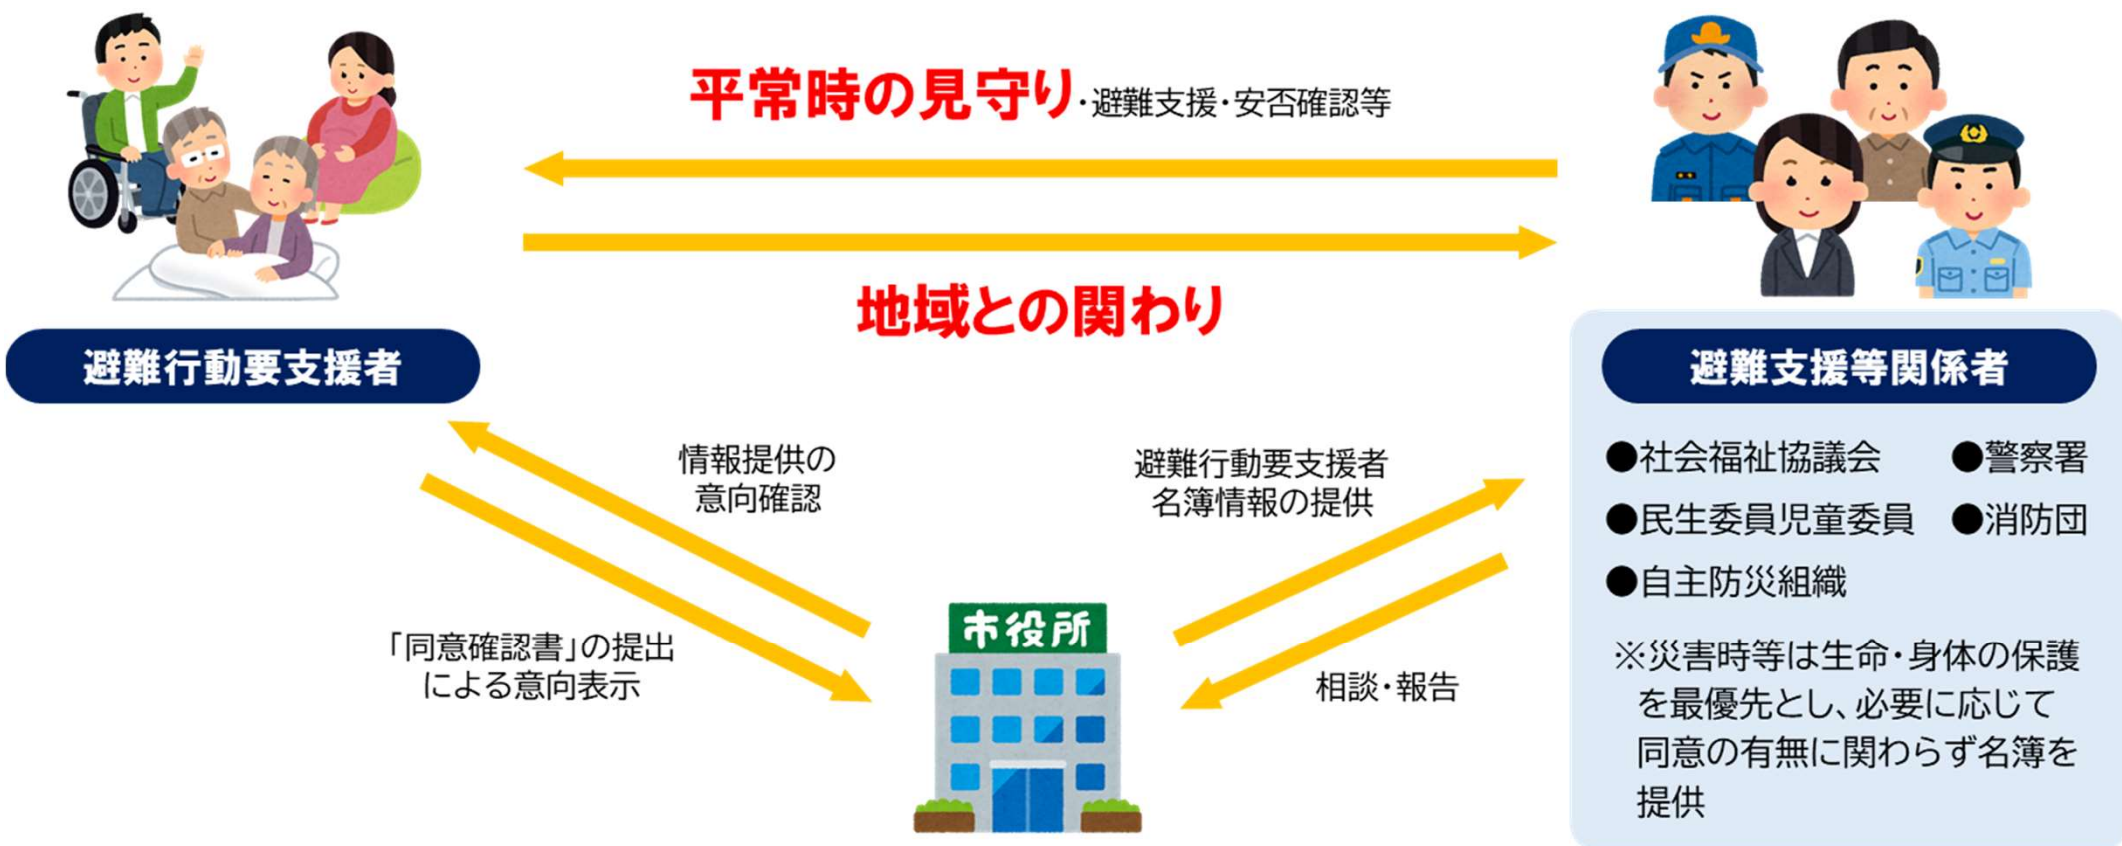 平常時の見守り・避難支援・安否確認等
地域との関わり
避難行動要支援者
避難支援等関係者
●社会福祉協議会 ●警察署
●民生委員児童委員 ●消防団
●自主防災組織
※災害時等は生命・身体の保護
を最優先とし、必要に応じて
同意の有無に関わらず名簿を
提供
情報提供の
意向確認
避難行動要支援者
名簿情報の提供
「同意確認書」の提出
による意向表示
相談・報告
市役所